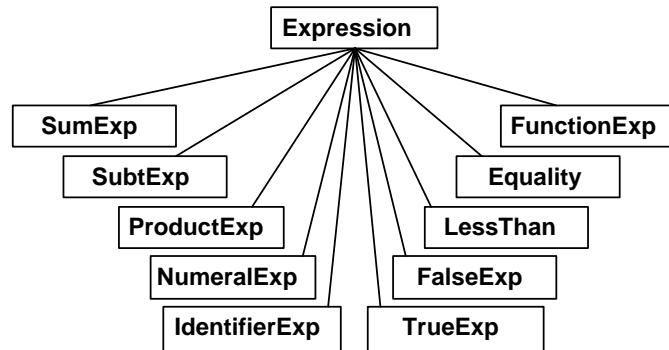 Expression
SumExp
FunctionExp
SubtExp
Equality
ProductExp
LessThan
NumeralExp
FalseExp
IdentifierExp
TrueExp